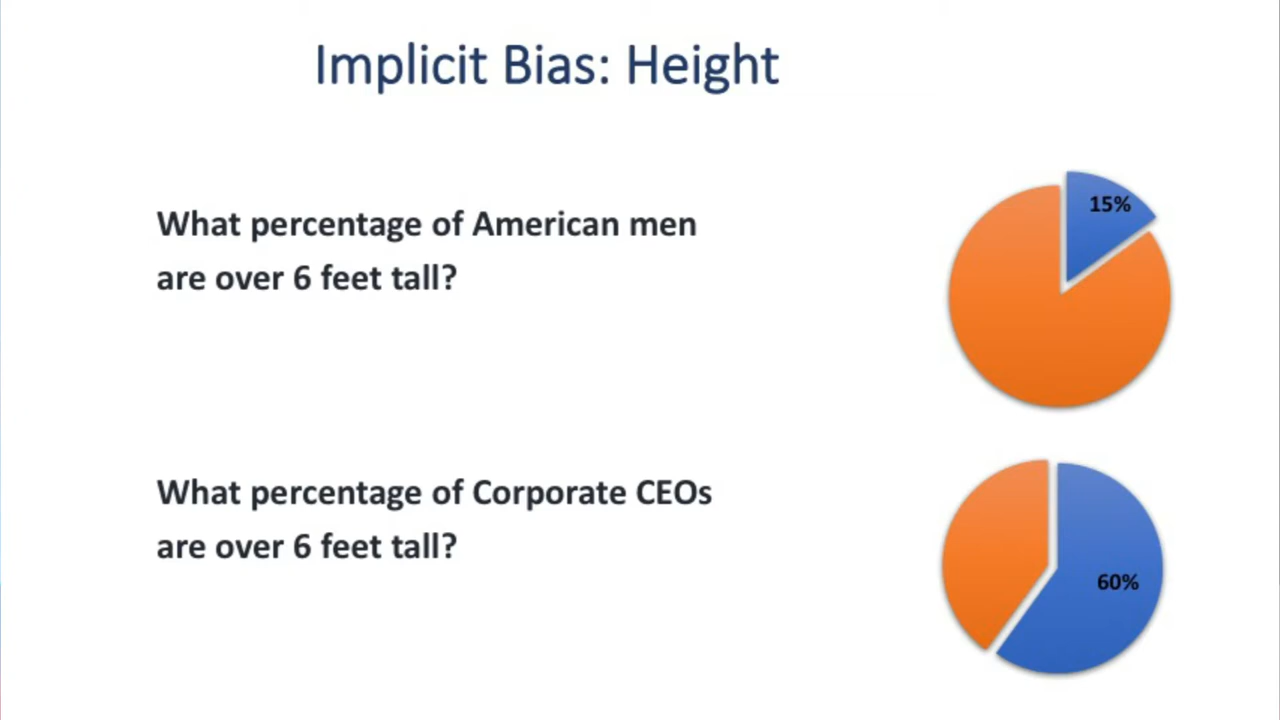 Implicit Bias: Height
What percentage of American men
are over 6 feet tall?
15%
What percentage of Corporate CEOs
are over 6 feet tall?
60%